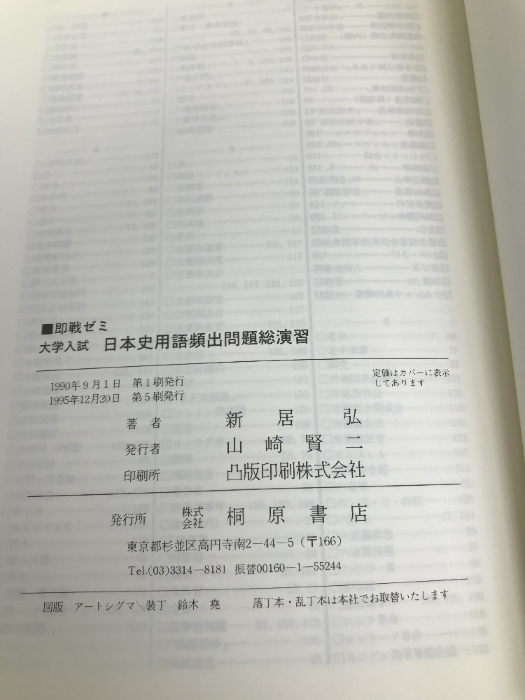 ■即戦ゼミ
大学入試 日本史用語頻出問題総演習
1990年9月1日 第1刷発行
1995年12月20日 第5刷発行
定価はカバーに表示
してあります
著者 新居弘
発行者 山崎賢二
印刷所 凸版印刷株式会社
発行所 株式会社 桐原書店
東京都杉並区高円寺南2―44―5(〒166)
Tel.(03)3314―8181 振替00160―1―55244
図版 アートシグマ\装丁 鈴木堯 落丁本・乱丁本は本社でお取替いたします